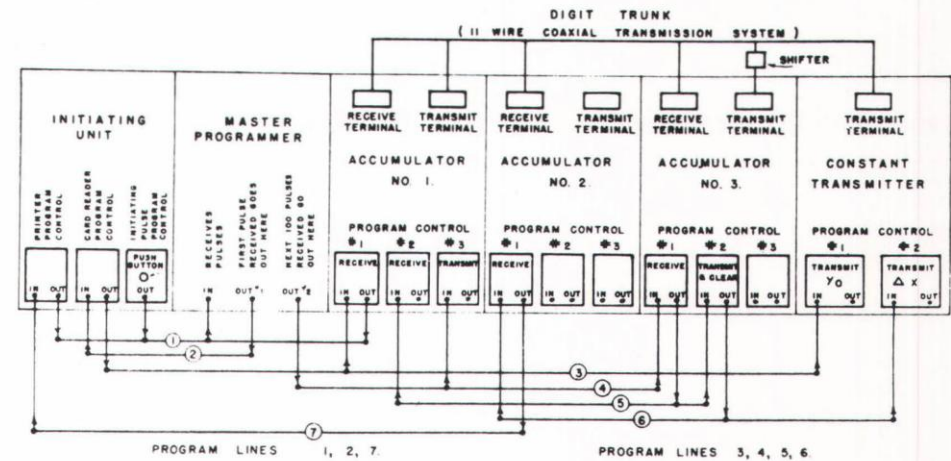 DIGIT TRUNK
( 11 WIRE COAXIAL TRANSMISSION SYSTEM )
SHIFTER
INITIATING
UNIT
PRINTER
PROGRAM
CONTROL
CARD READER
PROGRAM
CONTROL
INITIATING
PULSE
PROGRAM
CONTROL
PUSH
BUTTON
IN OUT
IN OUT
OUT
MASTER
PROGRAMMER
RECEIVES
PULSES
FIRST PULSE
RECEIVED GOES
OUT HERE
NEXT 100 PULSES
RECEIVED GO
OUT HERE
IN
OUT #1
OUT #2
RECEIVE
TERMINAL
TRANSMIT
TERMINAL
ACCUMULATOR
NO. 1.
PROGRAM CONTROL
#1 #2 #3
RECEIVE
RECEIVE
TRANSMIT
IN OUT
IN OUT
IN OUT
RECEIVE
TERMINAL
TRANSMIT
TERMINAL
ACCUMULATOR
NO. 2.
PROGRAM CONTROL
#1 #2 #3
RECEIVE
IN OUT
IN OUT
IN OUT
RECEIVE
TERMINAL
TRANSMIT
TERMINAL
ACCUMULATOR
NO. 3.
PROGRAM CONTROL
#1 #2 #3
RECEIVE
TRANSMIT
& CLEAR
IN OUT
IN OUT
IN OUT
TRANSMIT
TERMINAL
CONSTANT
TRANSMITTER
PROGRAM CONTROL
#1 #2
TRANSMIT
Yo
IN OUT
TRANSMIT
Δ x
IN OUT
1
2
3
4
5
6
7
PROGRAM LINES 1, 2, 7.
PROGRAM LINES 3, 4, 5, 6.